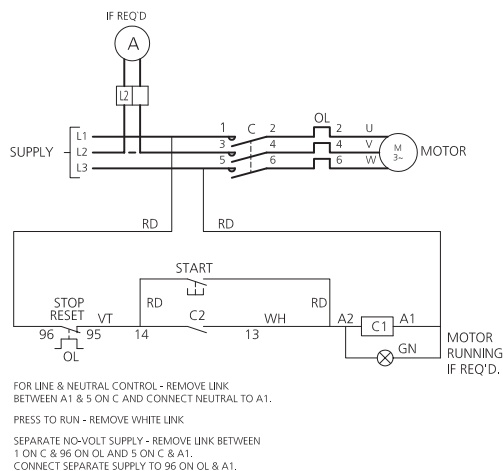 IF REQ'D
A
L2
L1 1 C 2 OL 2 U
3 4 4 V M
SUPPLY L2 3~ MOTOR
5 6 6 W
L3
RD RD
START
STOP
RESET VT RD C2 WH RD A2 C1 A1
96 95 14 13
OL GN MOTOR
RUNNING
IF REQ'D.
FOR LINE & NEUTRAL CONTROL - REMOVE LINK
BETWEEN A1 & 5 ON C AND CONNECT NEUTRAL TO A1.
PRESS TO RUN - REMOVE WHITE LINK
SEPARATE NO-VOLT SUPPLY - REMOVE LINK BETWEEN
1 ON C & 96 ON OL AND 5 ON C & A1.
CONNECT SEPARATE SUPPLY TO 96 ON OL & A1.